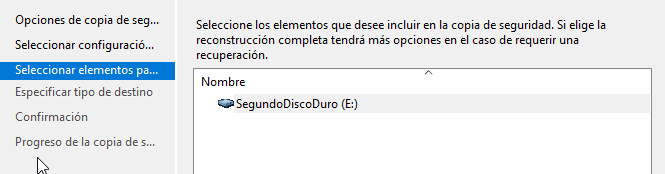 Opciones de copia de seg...
Seleccionar configuració...
Seleccionar elementos pa...
Especificar tipo de destino
Confirmación
Progreso de la copia de s...
Seleccione los elementos que desee incluir en la copia de seguridad. Si elige la
reconstrucción completa tendrá más opciones en el caso de requerir una
recuperación.
Nombre
SegundoDiscoDuro (E:)